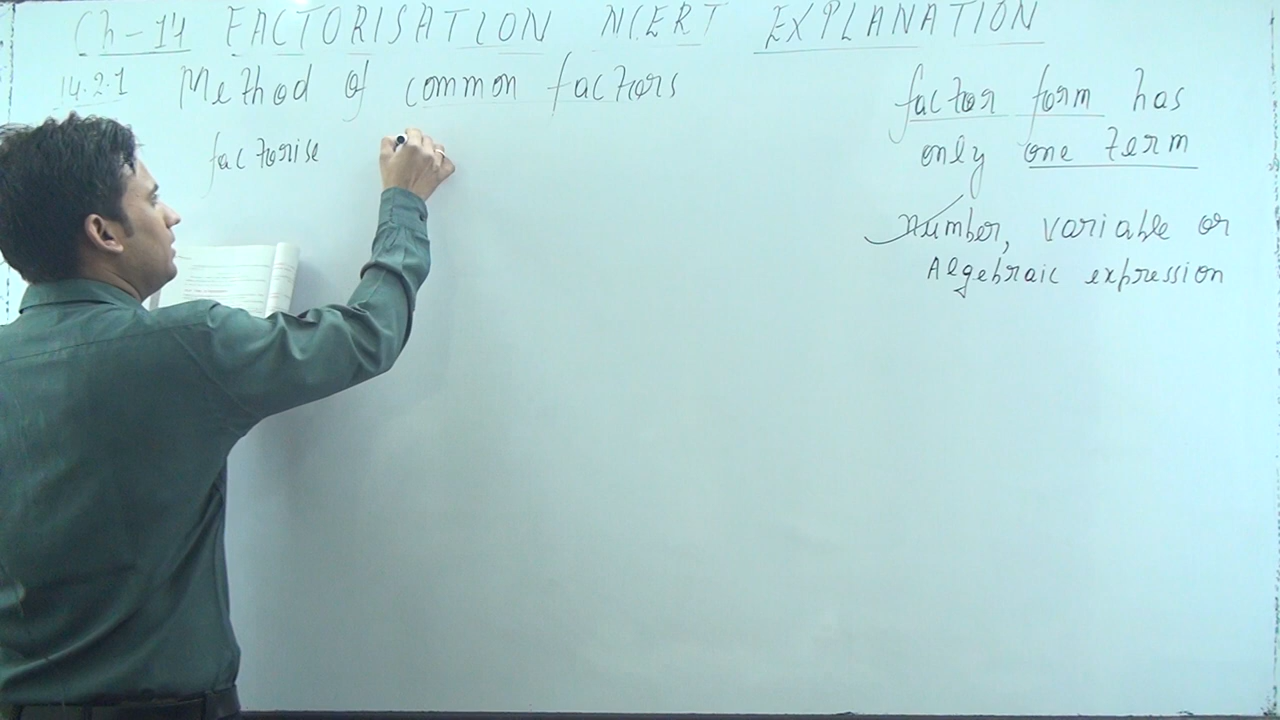 Ch-14 FACTORISATION NCERT EXPLANATION
14.2.1 Method of common factors
factorise
factor form has
only one term
Number, variable or
Algebraic expression